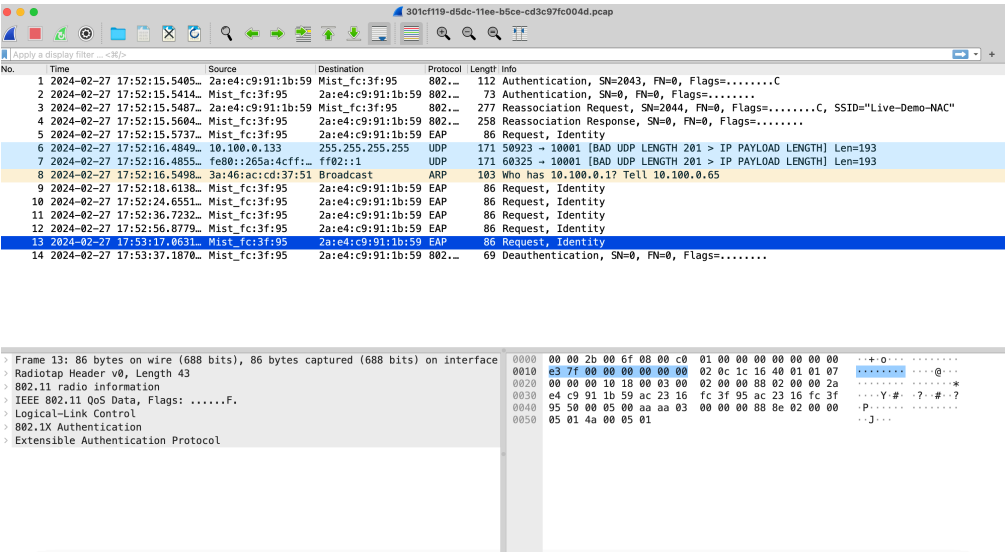 301cf119-d5dc-11ee-b5ce-cd3c97fc004d.pcap
Apply a display filter ... <⌘/>
No. Time Source Destination Protocol Length Info
1 2024-02-27 17:52:15.5405… 2a:e4:c9:91:1b:59 Mist_fc:3f:95 802.… 112 Authentication, SN=2043, FN=0, Flags=........C
2 2024-02-27 17:52:15.5414… Mist_fc:3f:95 2a:e4:c9:91:1b:59 802.… 73 Authentication, SN=0, FN=0, Flags=........
3 2024-02-27 17:52:15.5487… 2a:e4:c9:91:1b:59 Mist_fc:3f:95 802.… 277 Reassociation Request, SN=2044, FN=0, Flags=........C, SSID="Live-Demo-NAC"
4 2024-02-27 17:52:15.5604… Mist_fc:3f:95 2a:e4:c9:91:1b:59 802.… 258 Reassociation Response, SN=0, FN=0, Flags=........
5 2024-02-27 17:52:15.5737… Mist_fc:3f:95 2a:e4:c9:91:1b:59 EAP 86 Request, Identity
6 2024-02-27 17:52:16.4849… 10.100.0.133 255.255.255.255 UDP 171 50923 → 10001 [BAD UDP LENGTH 201 > IP PAYLOAD LENGTH] Len=193
7 2024-02-27 17:52:16.4855… fe80::265a:4cff:… ff02::1 UDP 171 60325 → 10001 [BAD UDP LENGTH 201 > IP PAYLOAD LENGTH] Len=193
8 2024-02-27 17:52:16.5498… 3a:46:ac:cd:37:51 Broadcast ARP 103 Who has 10.100.0.1? Tell 10.100.0.65
9 2024-02-27 17:52:18.6138… Mist_fc:3f:95 2a:e4:c9:91:1b:59 EAP 86 Request, Identity
10 2024-02-27 17:52:24.6551… Mist_fc:3f:95 2a:e4:c9:91:1b:59 EAP 86 Request, Identity
11 2024-02-27 17:52:36.7232… Mist_fc:3f:95 2a:e4:c9:91:1b:59 EAP 86 Request, Identity
12 2024-02-27 17:52:56.8779… Mist_fc:3f:95 2a:e4:c9:91:1b:59 EAP 86 Request, Identity
13 2024-02-27 17:53:17.0631… Mist_fc:3f:95 2a:e4:c9:91:1b:59 EAP 86 Request, Identity
14 2024-02-27 17:53:37.1870… Mist_fc:3f:95 2a:e4:c9:91:1b:59 802.… 69 Deauthentication, SN=0, FN=0, Flags=........
Frame 13: 86 bytes on wire (688 bits), 86 bytes captured (688 bits) on interface
Radiotap Header v0, Length 43
802.11 radio information
IEEE 802.11 QoS Data, Flags: ......F.
Logical-Link Control
802.1X Authentication
Extensible Authentication Protocol
0000 00 00 2b 00 6f 08 00 c0 01 00 00 00 00 00 00 00 ··+·o··· ········
0010 e3 7f 00 00 00 00 00 00 02 0c 1c 16 40 01 01 07 ········ ····@···
0020 00 00 00 10 18 00 03 00 02 00 00 88 02 00 00 2a ········ ·······*
0030 e4 c9 91 1b 59 ac 23 16 fc 3f 95 ac 23 16 fc 3f ····Y·#· ·?··#··?
0040 95 50 00 05 00 aa aa 03 00 00 00 88 8e 02 00 00 ·P······ ········
0050 05 01 4a 00 05 01 ··J···